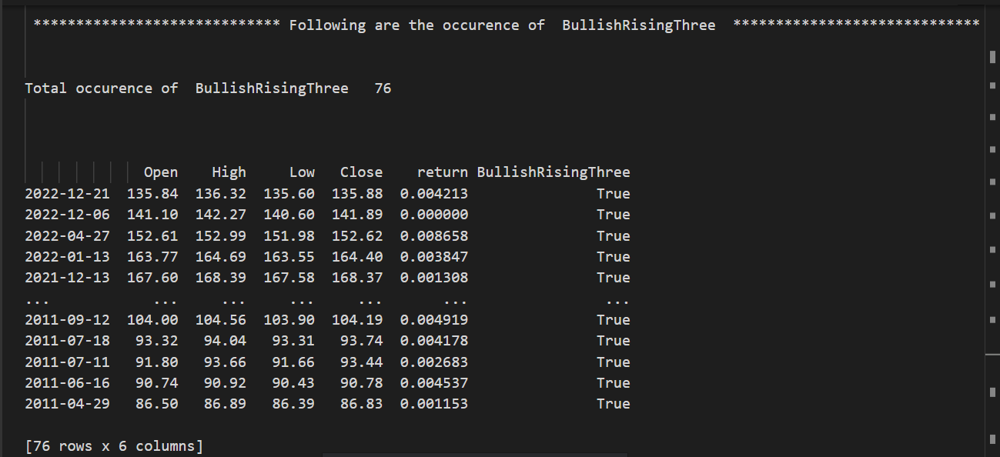 ***************************** Following are the occurence of  BullishRisingThree  *****************************
Total occurence of  BullishRisingThree   76
Open    High     Low   Close    return BullishRisingThree
2022-12-21  135.84  136.32  135.60  135.88  0.004213               True
2022-12-06  141.10  142.27  140.60  141.89  0.000000               True
2022-04-27  152.61  152.99  151.98  152.62  0.008658               True
2022-01-13  163.77  164.69  163.55  164.40  0.003847               True
2021-12-13  167.60  168.39  167.58  168.37  0.001308               True
...            ...     ...     ...     ...       ...                ...
2011-09-12  104.00  104.56  103.90  104.19  0.004919               True
2011-07-18   93.32   94.04   93.31   93.74  0.004178               True
2011-07-11   91.80   93.66   91.66   93.44  0.002683               True
2011-06-16   90.74   90.92   90.43   90.78  0.004537               True
2011-04-29   86.50   86.89   86.39   86.83  0.001153               True
[76 rows x 6 columns]